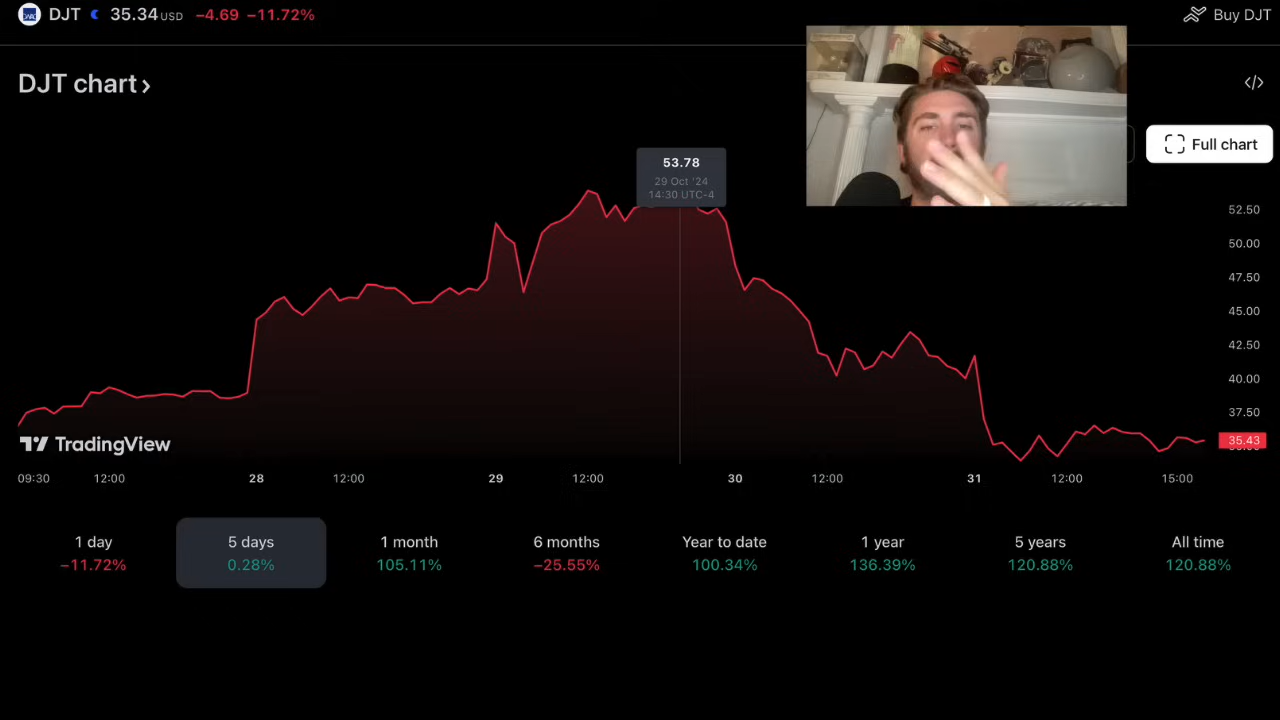 DJT 35.34 USD −4.69 −11.72%
Buy DJT
DJT chart ›
</>
Full chart
53.78
29 Oct '24
14:30 UTC-4
52.50
50.00
47.50
45.00
42.50
40.00
37.50
35.43
TradingView
09:30 12:00 28 12:00 29 12:00 30 12:00 31 12:00 15:00
1 day 5 days 1 month 6 months Year to date 1 year 5 years All time
−11.72% 0.28% 105.11% −25.55% 100.34% 136.39% 120.88% 120.88%